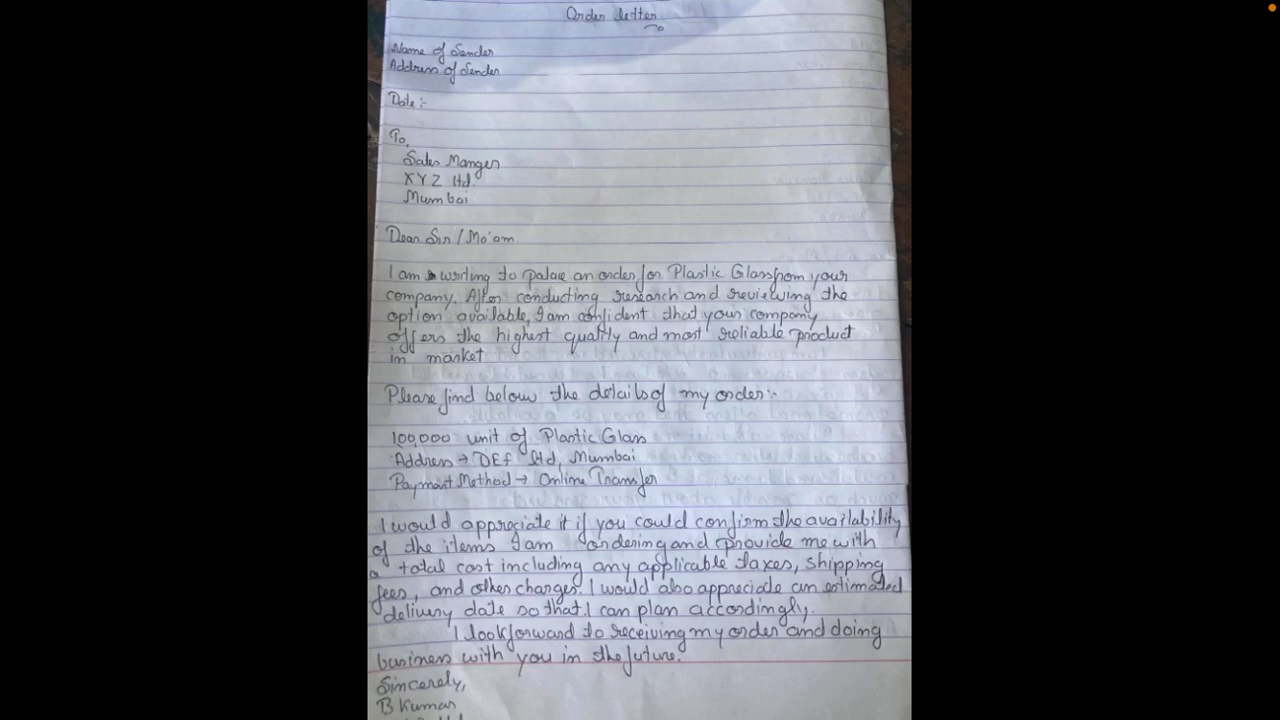 Order letter
Name of Sender
Address of Sender
Date :-
To,
Sales Manger
XYZ ltd.
Mumbai
Dear Sir / Ma'am
I am writing to palace an order for Plastic Glass from your
company. After conducting research and reviewing the
option available, I am confident that your company
offers the highest quality and most reliable product
in market
Please find below the details of my order:-
100,000 unit of Plastic Glass
Address → DEF ltd, Mumbai
Paymant Method → Online Transfer
I would appreciate it if you could confirm the availability
of the items I am ordering and provide me with
a total cost including any applicable taxes, shipping
fees, and other charges. I would also appreciate an estimated
delivery date so that I can plan accordingly.
I look forward to receiving my order and doing
business with you in the future.
Sincerely,
B Kumar